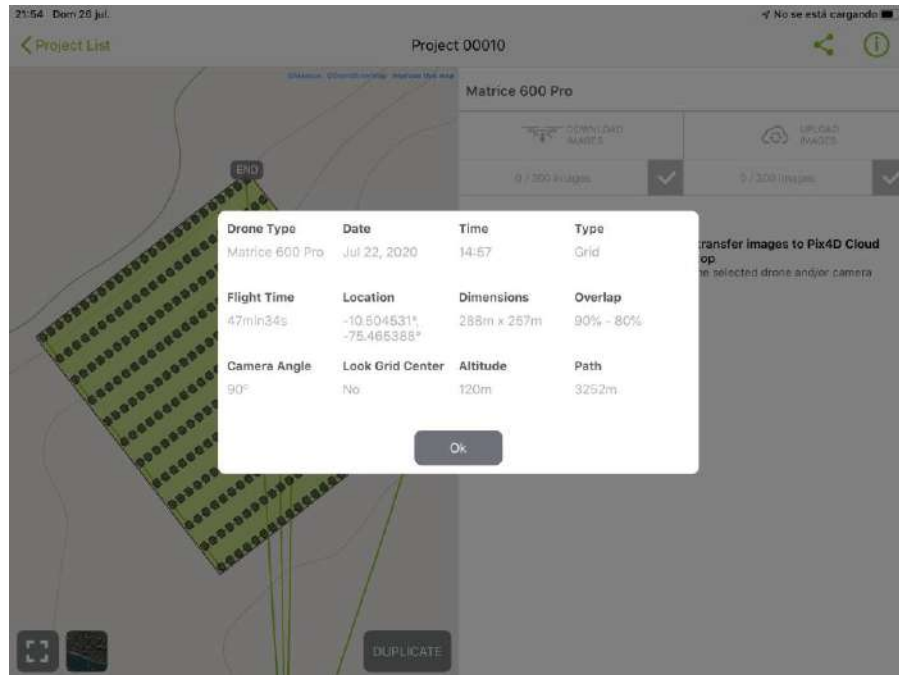 21:54 Dom 26 jul.
No se está cargando
Project List
Project 00010
Matrice 600 Pro
DOWNLOAD
IMAGES
UPLOAD
IMAGES
0 / 300 images
0 / 300 images
END
ransfer images to Pix4D Cloud
op
he selected drone and/or camera
Drone Type Date Time Type
Matrice 600 Pro Jul 22, 2020 14:57 Grid
Flight Time Location Dimensions Overlap
47min34s -10.504531°, 288m x 257m 90% - 80%
-75.465388°
Camera Angle Look Grid Center Altitude Path
90° No 120m 3252m
Ok
DUPLICATE